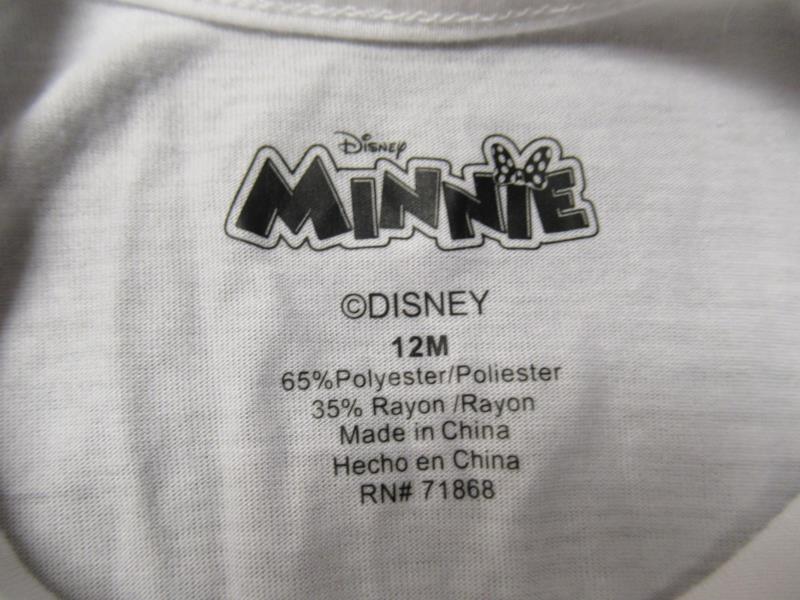 Disney
MINNIE
©DISNEY
12M
65%Polyester/Poliester
35% Rayon /Rayon
Made in China
Hecho en China
RN# 71868